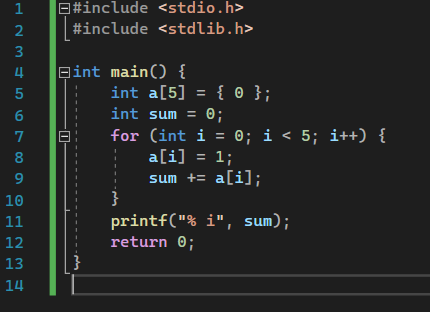 1 #include <stdio.h>
2 #include <stdlib.h>
3
4 int main() {
5     int a[5] = { 0 };
6     int sum = 0;
7     for (int i = 0; i < 5; i++) {
8         a[i] = 1;
9         sum += a[i];
10     }
11     printf("% i", sum);
12     return 0;
13 }
14